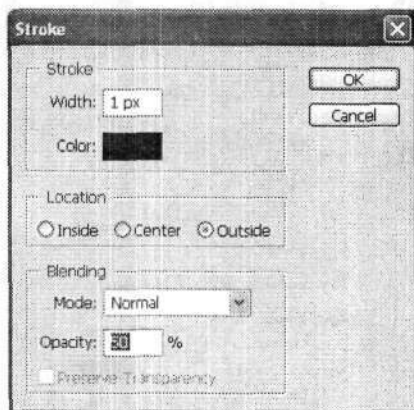 Stroke
Stroke
OK
Width: 1 px
Cancel
Color:
Location
Inside Center Outside
Blending
Mode: Normal
Opacity: %
Preserve Transparency